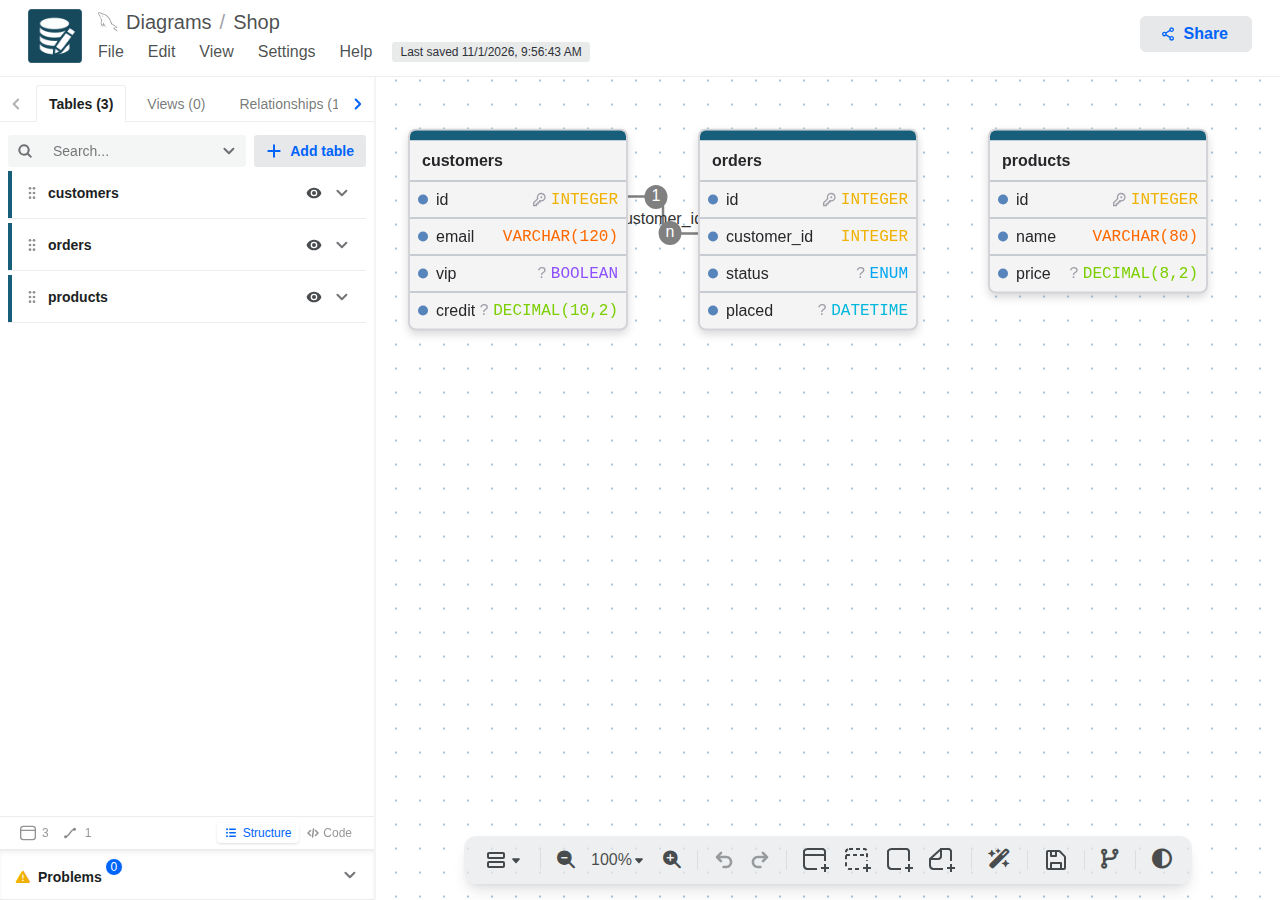 Diagrams / Shop
File Edit View Settings Help Last saved 11/1/2026, 9:56:43 AM
Share
Tables (3) Views (0) Relationships (1
Search... Add table
customers
orders
products
customers
id INTEGER
email VARCHAR(120)
vip ? BOOLEAN
credit ? DECIMAL(10,2)
1
ustomer_id
n
orders
id INTEGER
customer_id INTEGER
status ? ENUM
placed ? DATETIME
products
id INTEGER
name VARCHAR(80)
price ? DECIMAL(8,2)
3 1 Structure Code
Problems 0
100%